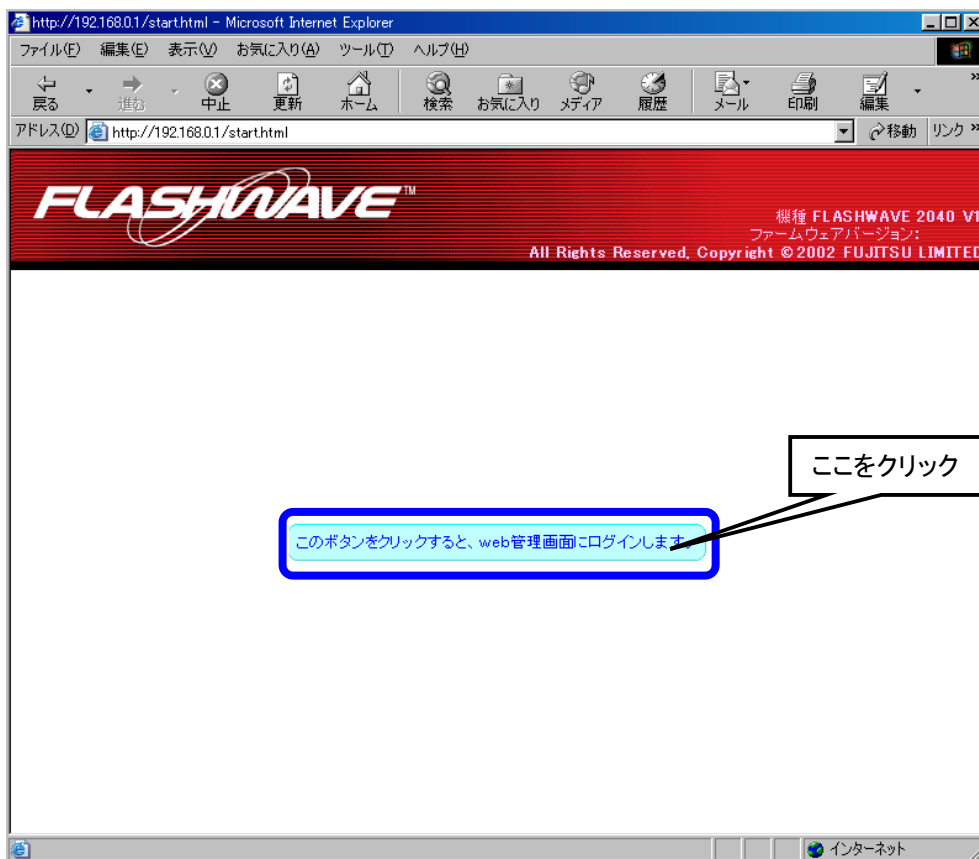 http://192.168.0.1/start.html - Microsoft Internet Explorer
ファイル(F) 編集(E) 表示(V) お気に入り(A) ツール(T) ヘルプ(H)
戻る 進む 中止 更新 ホーム 検索 お気に入り メディア 履歴 メール 印刷 編集 »
アドレス(D) http://192.168.0.1/start.html 移動 リンク »
FLASHWAVE™
機種 FLASHWAVE 2040 V1
ファームウェアバージョン:
All Rights Reserved, Copyright ©2002 FUJITSU LIMITED
ここをクリック
このボタンをクリックすると、web管理画面にログインします。
インターネット